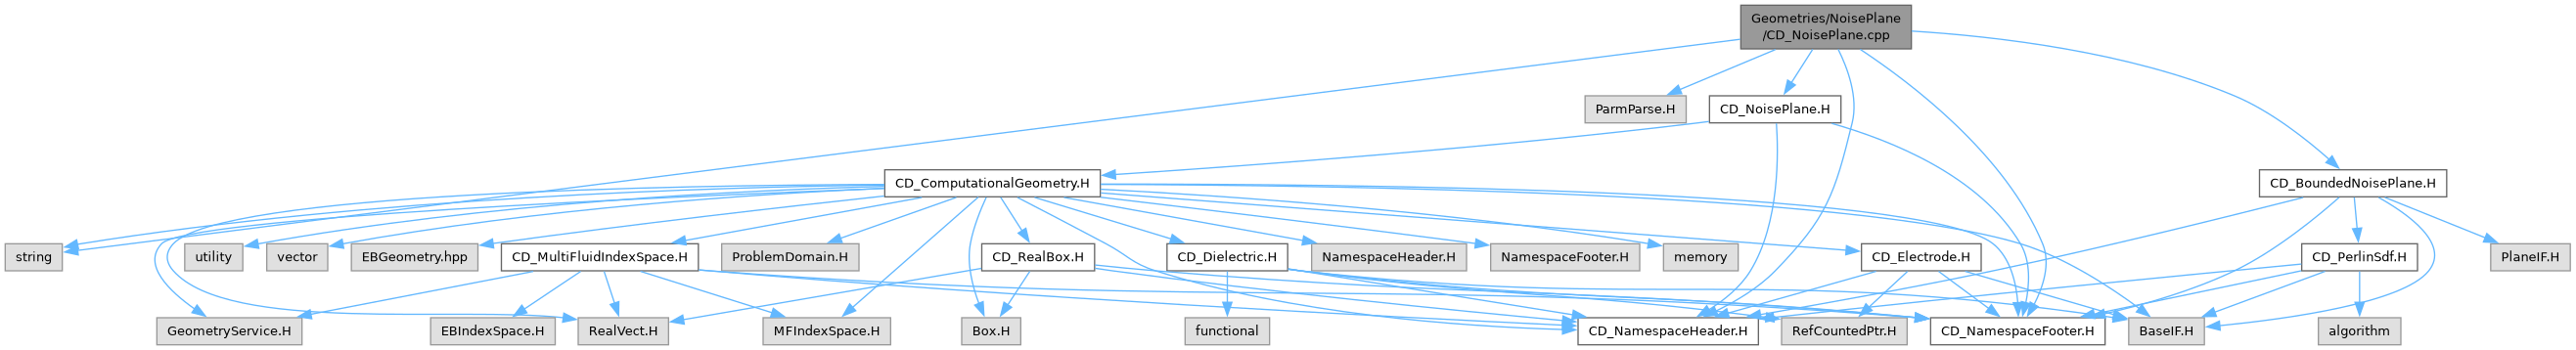 Geometries/NoisePlane
/CD_NoisePlane.cpp
ParmParse.H
CD_NoisePlane.H
CD_ComputationalGeometry.H
CD_BoundedNoisePlane.H
string
utility
vector
EBGeometry.hpp
CD_MultiFluidIndexSpace.H
ProblemDomain.H
CD_RealBox.H
CD_Dielectric.H
NamespaceHeader.H
NamespaceFooter.H
memory
CD_Electrode.H
CD_PerlinSdf.H
PlaneIF.H
GeometryService.H
EBIndexSpace.H
RealVect.H
MFIndexSpace.H
Box.H
functional
CD_NamespaceHeader.H
RefCountedPtr.H
CD_NamespaceFooter.H
BaseIF.H
algorithm